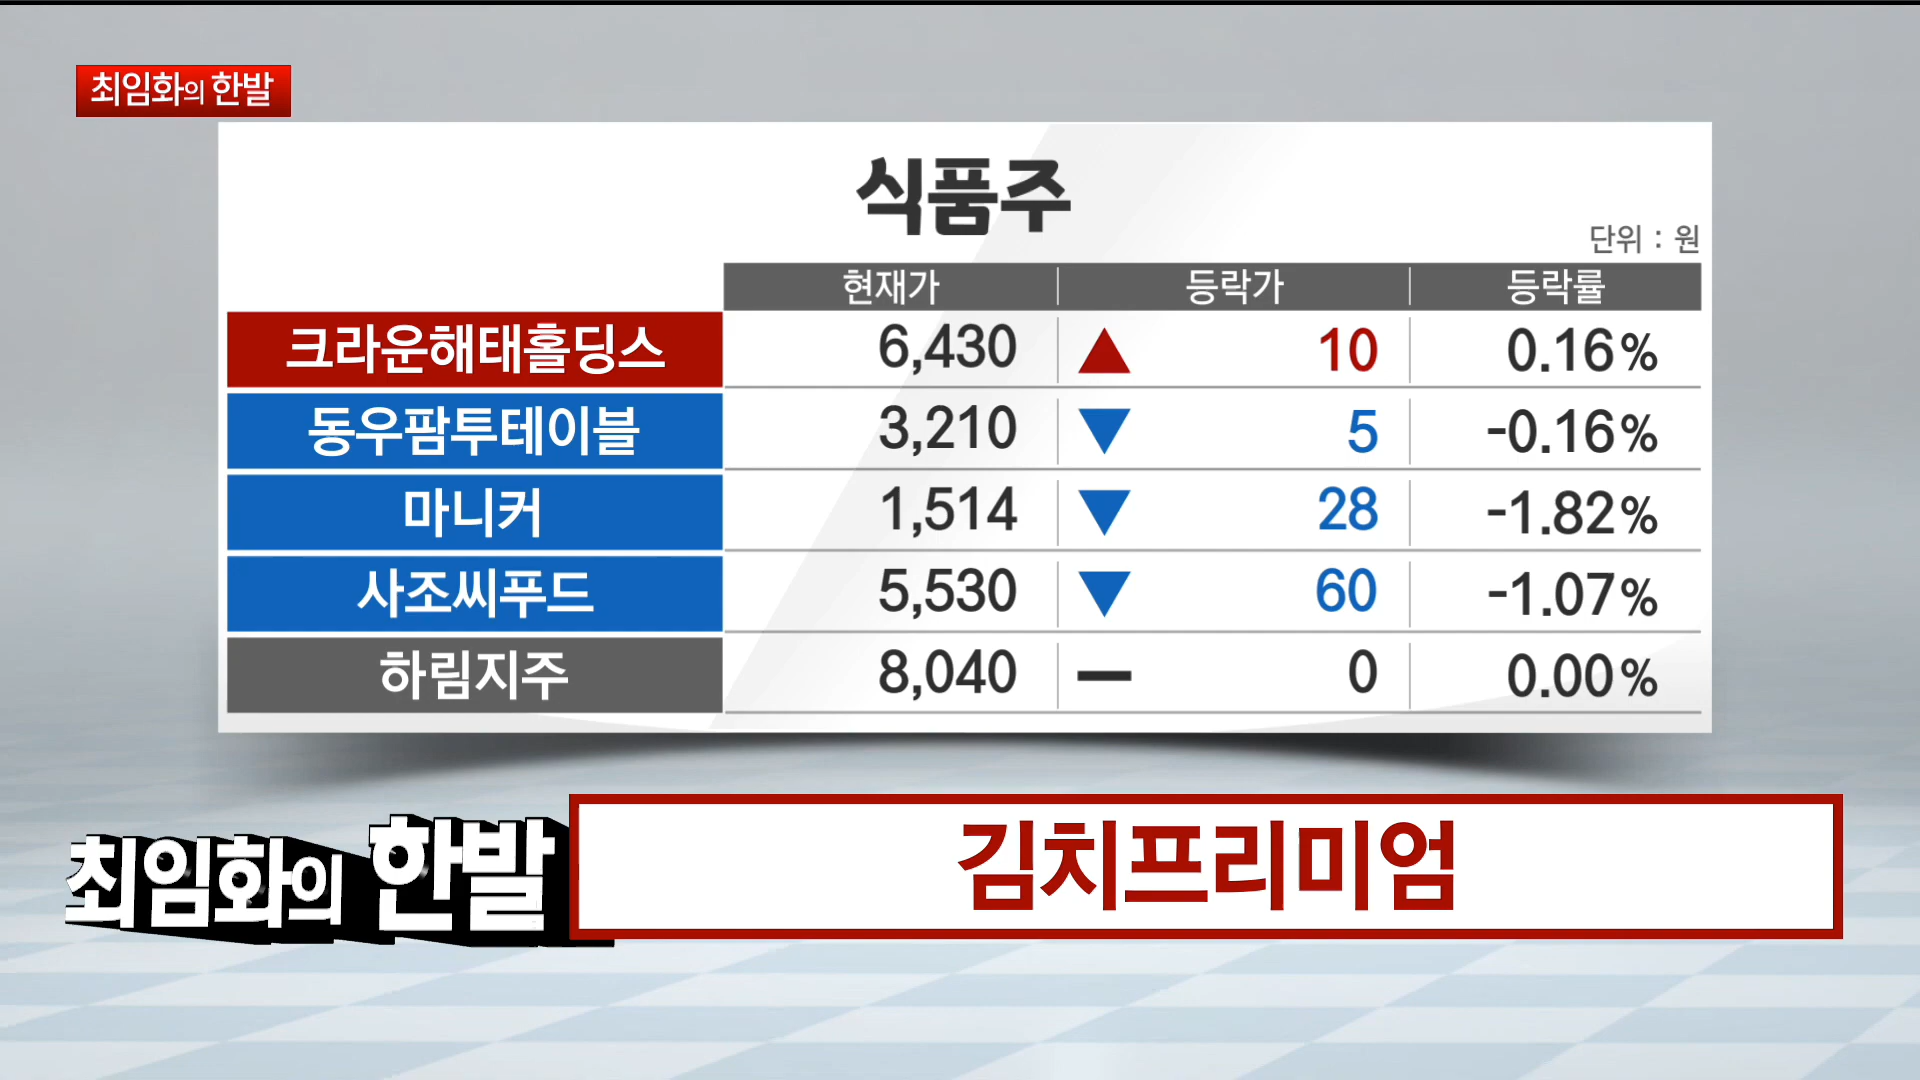 최임화의 한발
식품주
단위 : 원
현재가 등락가 등락률
크라운해태홀딩스 6,430 ▲ 10 0.16%
동우팜투테이블 3,210 ▼ 5 -0.16%
마니커 1,514 ▼ 28 -1.82%
사조씨푸드 5,530 ▼ 60 -1.07%
하림지주 8,040 — 0 0.00%
최임화의 한발
김치프리미엄